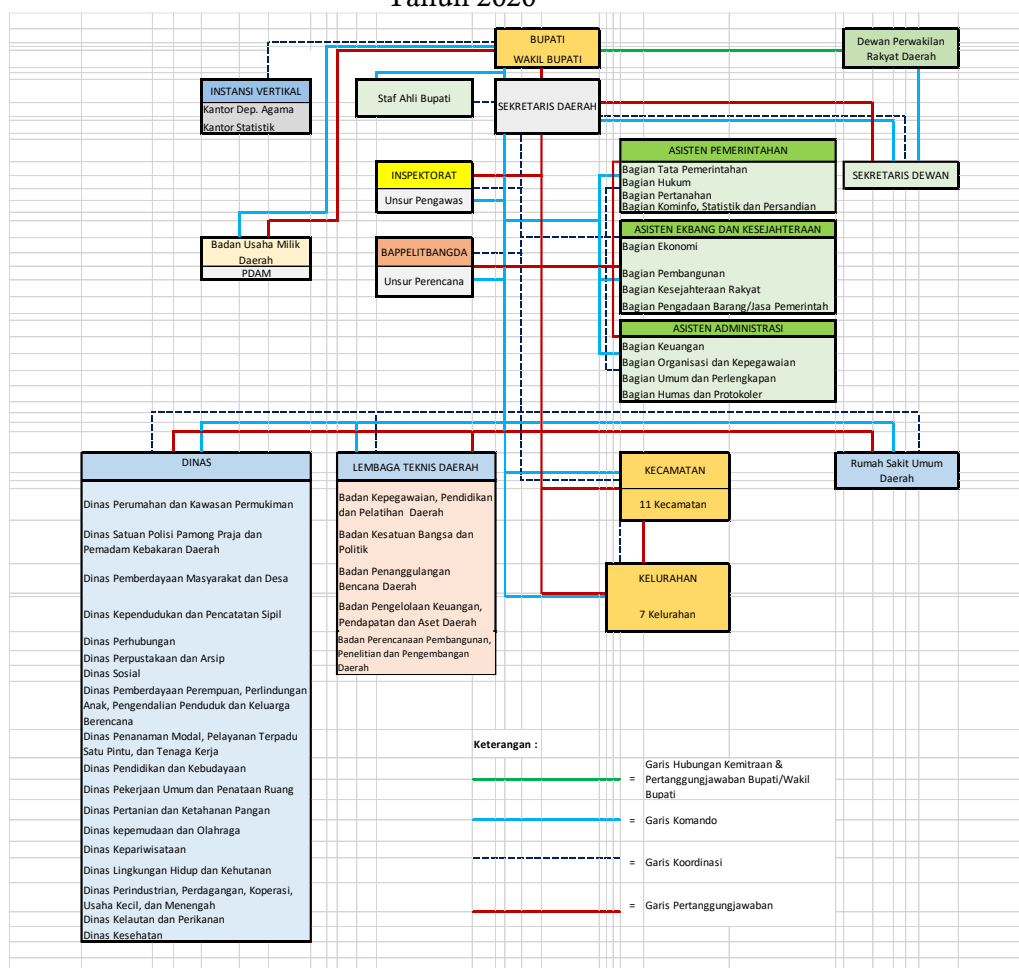 Tahun 2020
BUPATI
WAKIL BUPATI
Dewan Perwakilan
Rakyat Daerah
INSTANSI VERTIKAL
Kantor Dep. Agama
Kantor Statistik
Staf Ahli Bupati
SEKRETARIS DAERAH
ASISTEN PEMERINTAHAN
Bagian Tata Pemerintahan
Bagian Hukum
Bagian Pertanahan
Bagian Kominfo, Statistik dan Persandian
SEKRETARIS DEWAN
INSPEKTORAT
Unsur Pengawas
ASISTEN EKBANG DAN KESEJAHTERAAN
Bagian Ekonomi
Bagian Pembangunan
Bagian Kesejahteraan Rakyat
Bagian Pengadaan Barang/Jasa Pemerintah
Badan Usaha Milik
Daerah
PDAM
BAPPELITBANGDA
Unsur Perencana
ASISTEN ADMINISTRASI
Bagian Keuangan
Bagian Organisasi dan Kepegawaian
Bagian Umum dan Perlengkapan
Bagian Humas dan Protokoler
DINAS
Dinas Perumahan dan Kawasan Permukiman
Dinas Satuan Polisi Pamong Praja dan
Pemadam Kebakaran Daerah
Dinas Pemberdayaan Masyarakat dan Desa
Dinas Kependudukan dan Pencatatan Sipil
Dinas Perhubungan
Dinas Perpustakaan dan Arsip
Dinas Sosial
Dinas Pemberdayaan Perempuan, Perlindungan
Anak, Pengendalian Penduduk dan Keluarga
Berencana
Dinas Penanaman Modal, Pelayanan Terpadu
Satu Pintu, dan Tenaga Kerja
Dinas Pendidikan dan Kebudayaan
Dinas Pekerjaan Umum dan Penataan Ruang
Dinas Pertanian dan Ketahanan Pangan
Dinas kepemudaan dan Olahraga
Dinas Kepariwisataan
Dinas Lingkungan Hidup dan Kehutanan
Dinas Perindustrian, Perdagangan, Koperasi,
Usaha Kecil, dan Menengah
Dinas Kelautan dan Perikanan
Dinas Kesehatan
LEMBAGA TEKNIS DAERAH
Badan Kepegawaian, Pendidikan
dan Pelatihan Daerah
Badan Kesatuan Bangsa dan
Politik
Badan Penanggulangan
Bencana Daerah
Badan Pengelolaan Keuangan,
Pendapatan dan Aset Daerah
Badan Perencanaan Pembangunan,
Penelitian dan Pengembangan
Daerah
KECAMATAN
11 Kecamatan
KELURAHAN
7 Kelurahan
Rumah Sakit Umum
Daerah
Keterangan :
= Garis Hubungan Kemitraan &
Pertanggungjawaban Bupati/Wakil
Bupati
= Garis Komando
= Garis Koordinasi
= Garis Pertanggungjawaban